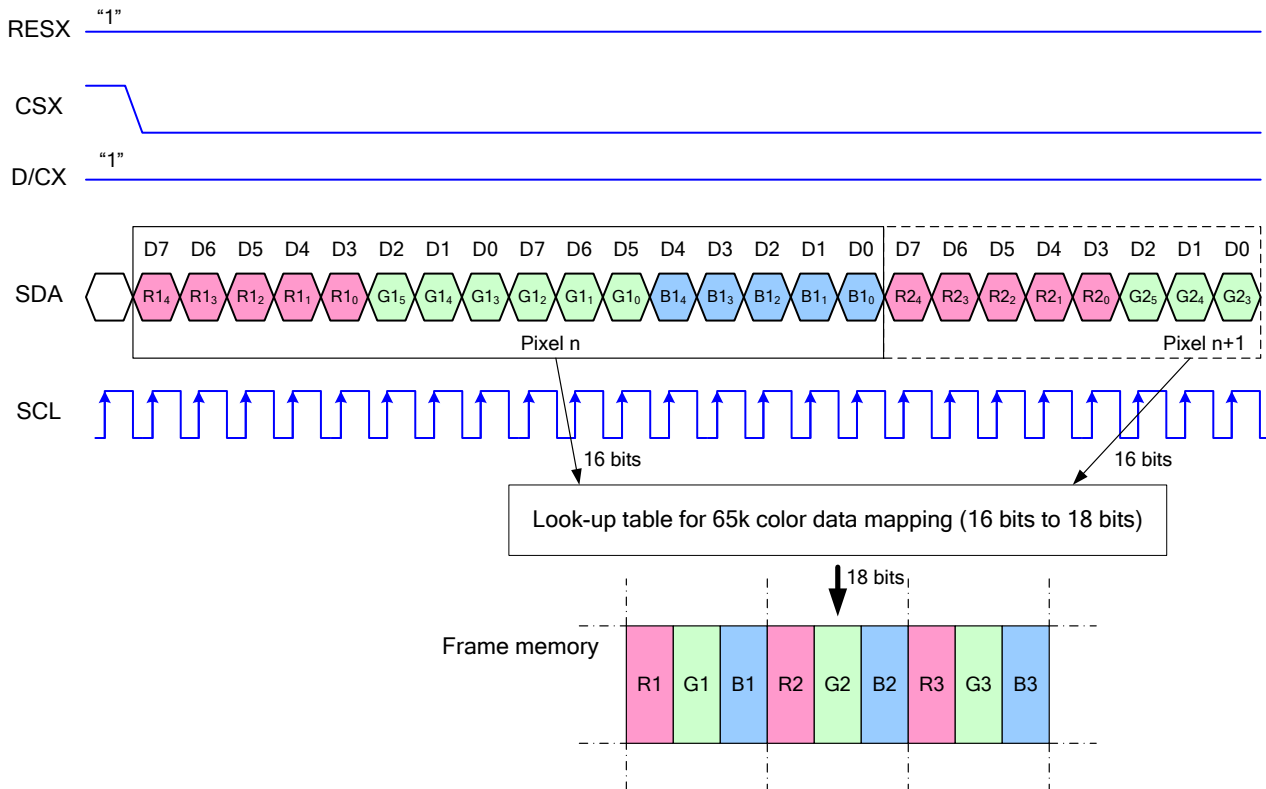 “1”
RESX
CSX
“1”
D/CX
D7 D6 D5 D4 D3 D2 D1 D0 D7 D6 D5 D4 D3 D2 D1 D0 D7 D6 D5 D4 D3 D2 D1 D0
SDA R1₄ R1₃ R1₂ R1₁ R1₀ G1₅ G1₄ G1₃ G1₂ G1₁ G1₀ B1₄ B1₃ B1₂ B1₁ B1₀ R2₄ R2₃ R2₂ R2₁ R2₀ G2₅ G2₄ G2₃
Pixel n Pixel n+1
SCL
16 bits 16 bits
Look-up table for 65k color data mapping (16 bits to 18 bits)
18 bits
Frame memory
R1 G1 B1 R2 G2 B2 R3 G3 B3